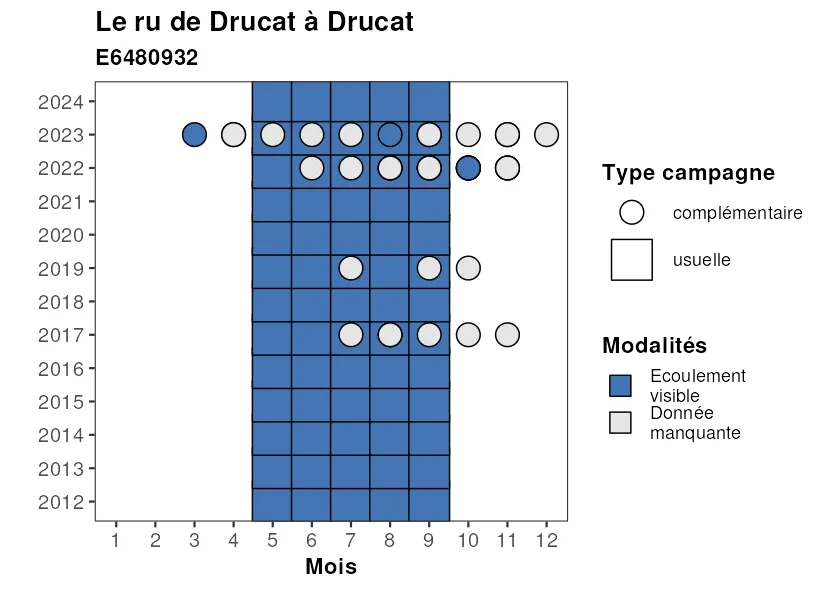 Le ru de Drucat à Drucat
E6480932
2024
2023
2022
2021
2020
2019
2018
2017
2016
2015
2014
2013
2012
1 2 3 4 5 6 7 8 9 10 11 12
Mois
Type campagne
complémentaire
usuelle
Modalités
Ecoulement
visible
Donnée
manquante